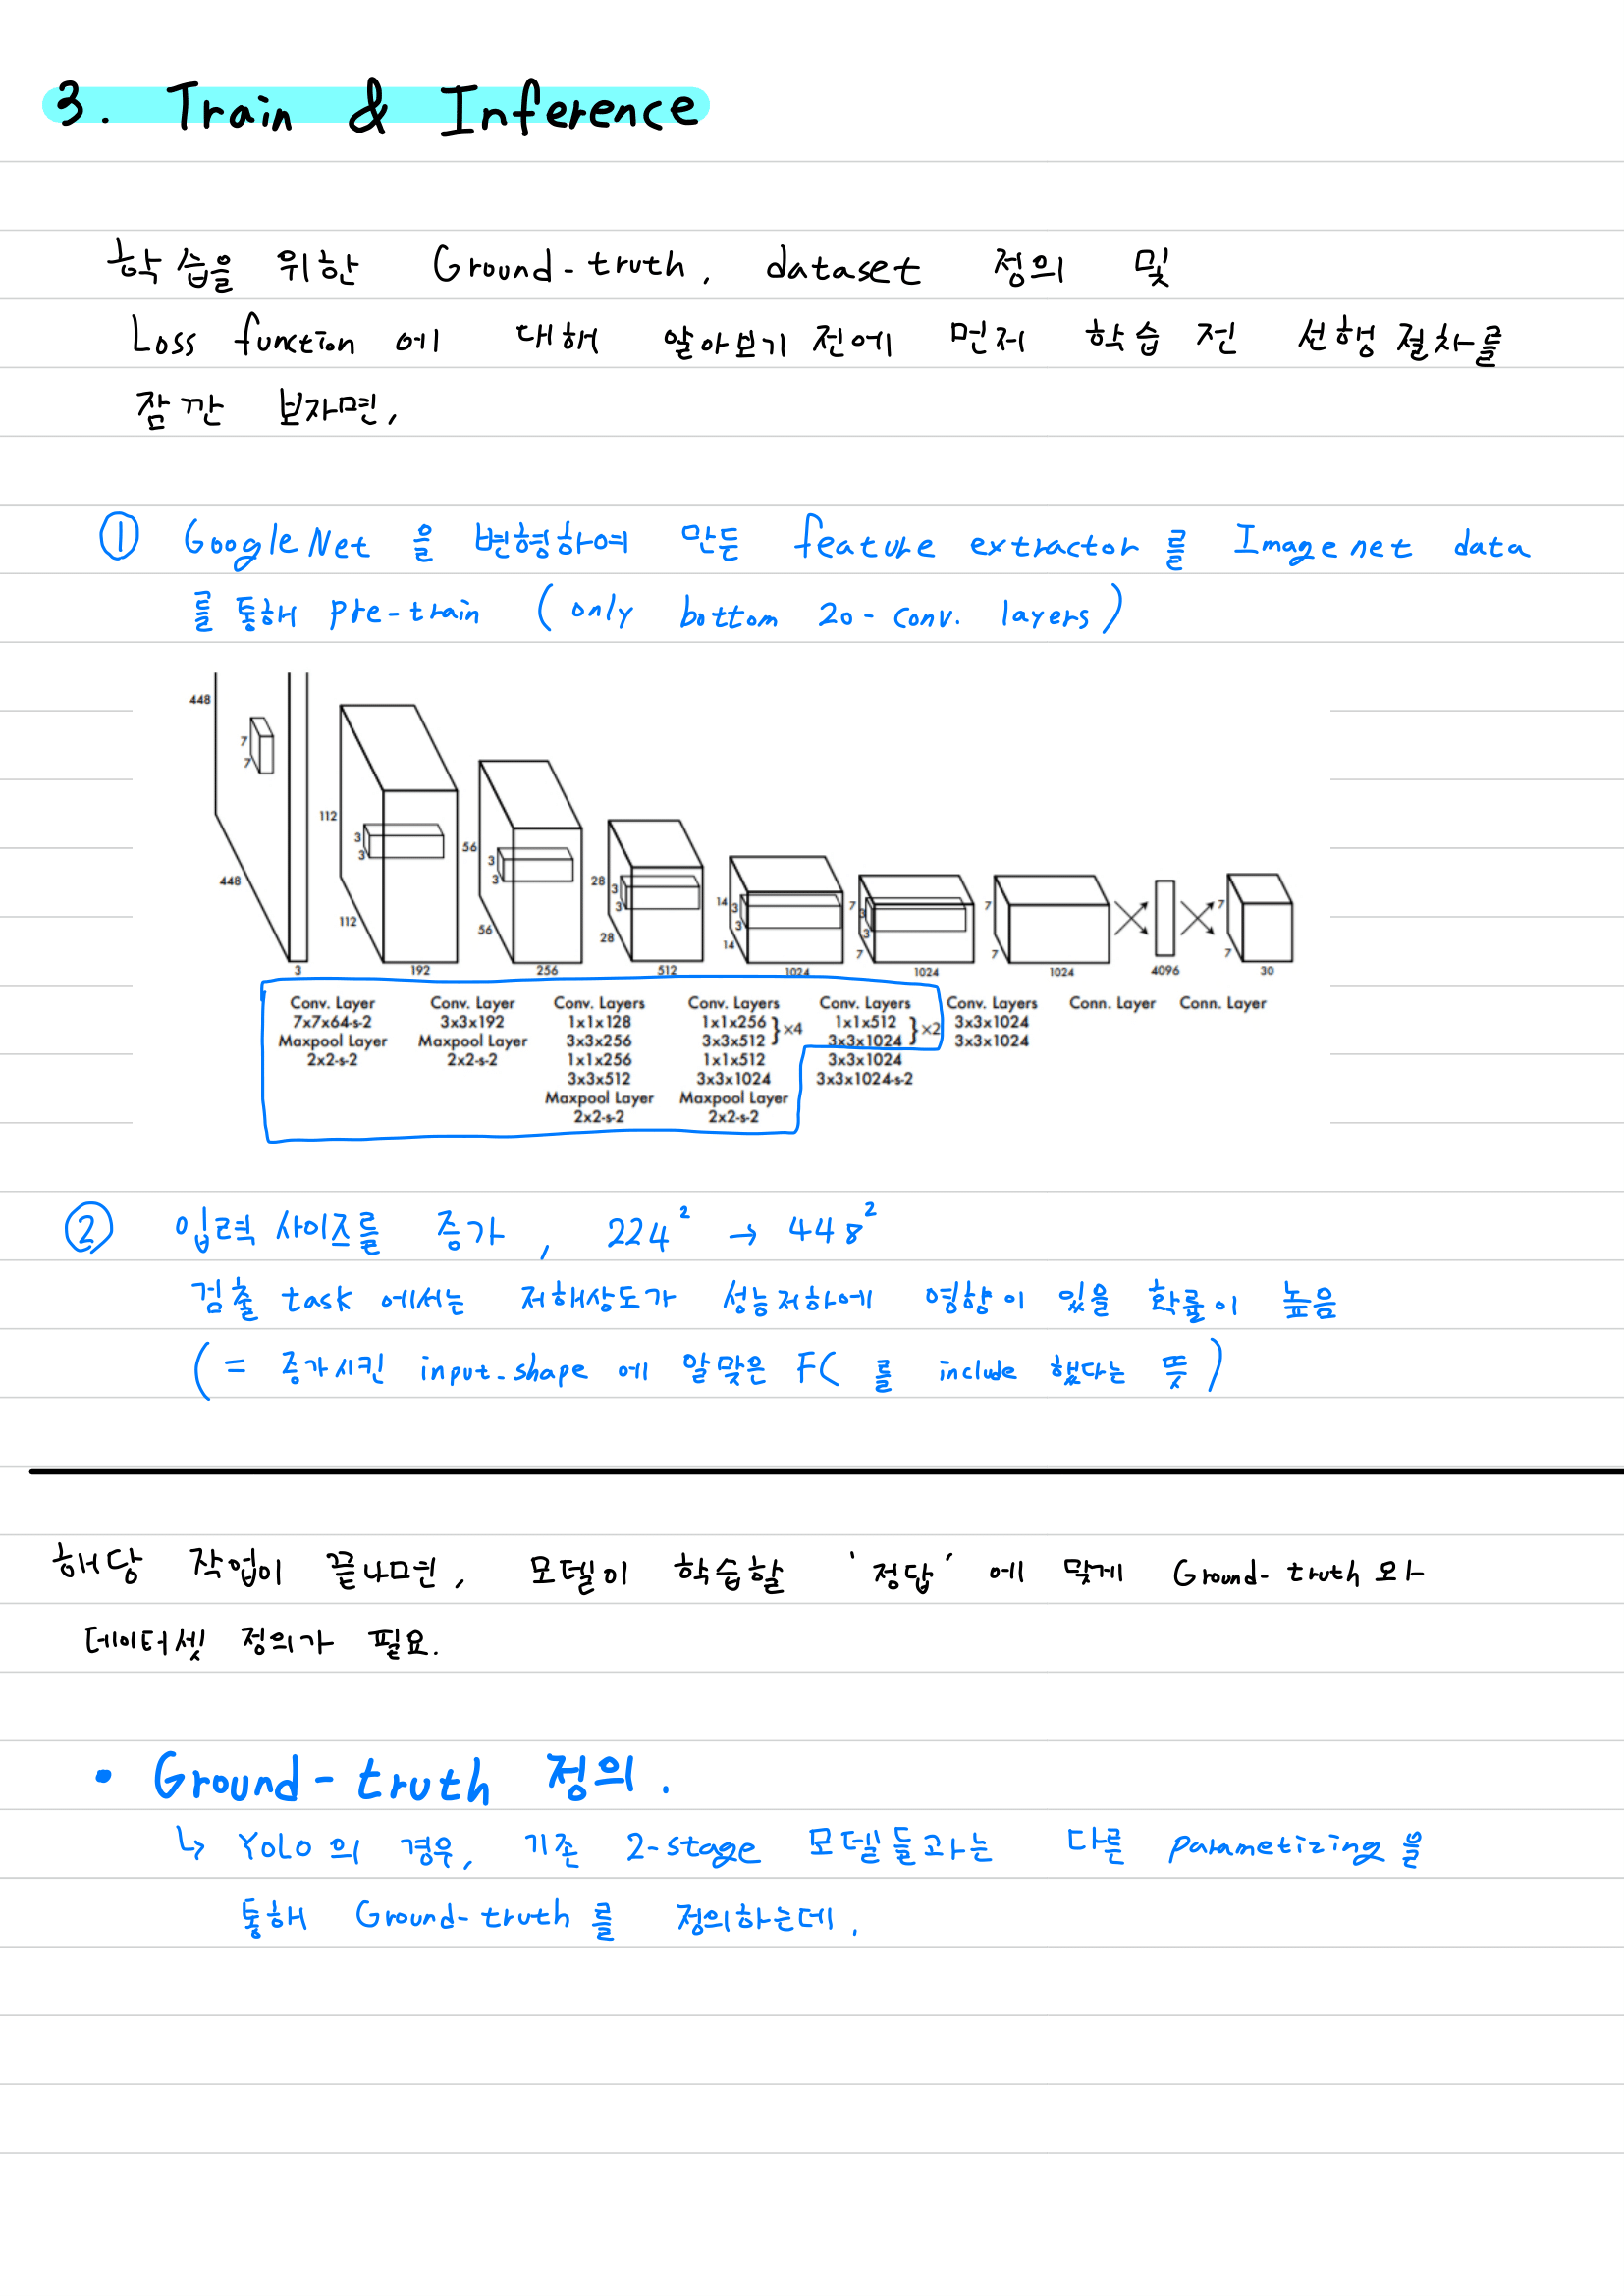 3. Train & Inference
학습을 위한 Ground-truth, dataset 정의 및
Loss function 에 대해 알아보기 전에 먼저 학습 전 선행 절차를
잠깐 보자면,
① GoogleNet 을 변형하여 만든 feature extractor 를 Imagenet data
를 통해 pre-train (only bottom 20-conv. layers)
448
7
7
448
3
112
3
3
112
192
56
3
3
56
256
28
3
3
28
512
14
3
3
14
1024
7
3
3
7
1024
7
7
1024
4096
7
7
30
Conv. Layer
7x7x64-s-2
Maxpool Layer
2x2-s-2
Conv. Layer
3x3x192
Maxpool Layer
2x2-s-2
Conv. Layers
1x1x128
3x3x256
1x1x256
3x3x512
Maxpool Layer
2x2-s-2
Conv. Layers
1x1x256
3x3x512 } ×4
1x1x512
3x3x1024
Maxpool Layer
2x2-s-2
Conv. Layers
1x1x512
3x3x1024 } ×2
3x3x1024
3x3x1024-s-2
Conv. Layers
3x3x1024
3x3x1024
Conn. Layer
Conn. Layer
② 입력 사이즈를 증가, 224² → 448²
검출 task 에서는 저해상도가 성능저하에 영향이 있을 확률이 높음
(= 증가시킨 input-shape 에 알맞은 FC 를 include 했다는 뜻)
해당 작업이 끝나면, 모델이 학습할 '정답' 에 맞게 Ground-truth 와
데이터셋 정의가 필요.
• Ground-truth 정의.
↳ YOLO 의 경우, 기존 2-stage 모델들과는 다른 parametizing 을
통해 Ground-truth 를 정의하는데,